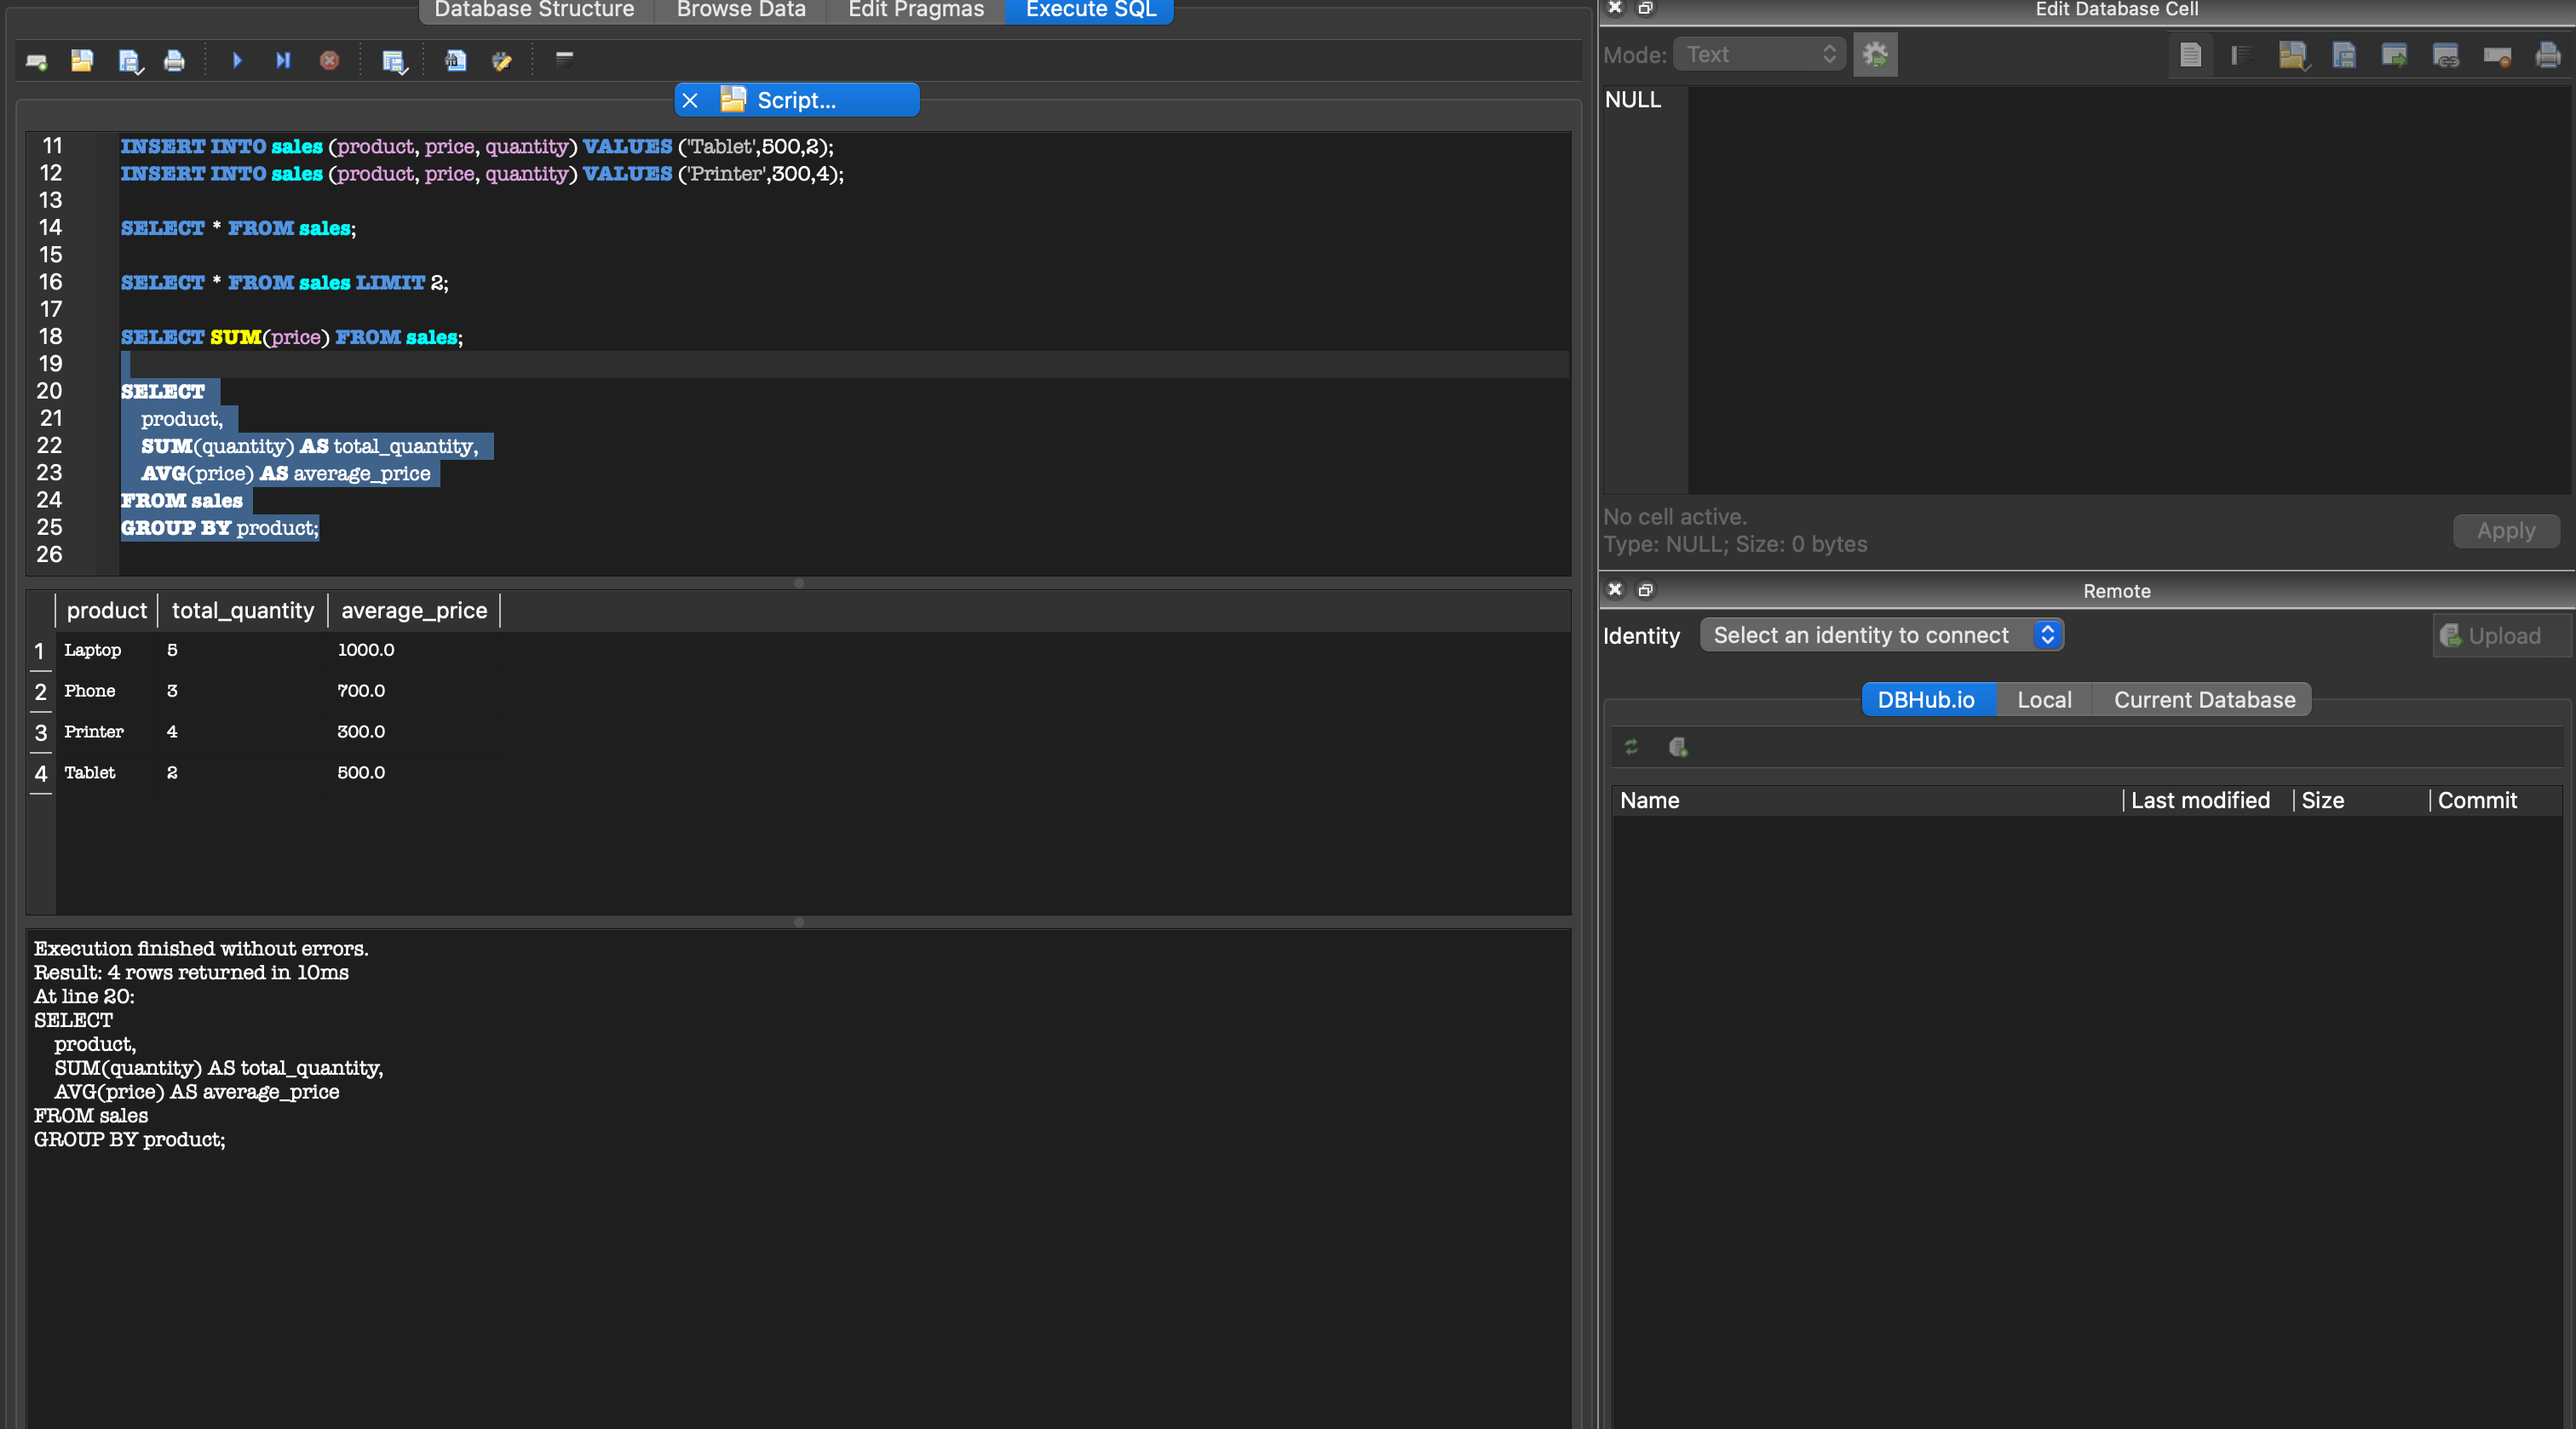 Database Structure Browse Data Edit Pragmas Execute SQL
Script...
11 INSERT INTO sales (product, price, quantity) VALUES ('Tablet',500,2);
12 INSERT INTO sales (product, price, quantity) VALUES ('Printer',300,4);
13
14 SELECT * FROM sales;
15
16 SELECT * FROM sales LIMIT 2;
17
18 SELECT SUM(price) FROM sales;
19
20 SELECT
21 product,
22 SUM(quantity) AS total_quantity,
23 AVG(price) AS average_price
24 FROM sales
25 GROUP BY product;
26
product total_quantity average_price
1 Laptop 5 1000.0
2 Phone 3 700.0
3 Printer 4 300.0
4 Tablet 2 500.0
Execution finished without errors.
Result: 4 rows returned in 10ms
At line 20:
SELECT
product,
SUM(quantity) AS total_quantity,
AVG(price) AS average_price
FROM sales
GROUP BY product;
Edit Database Cell
Mode: Text
NULL
No cell active.
Type: NULL; Size: 0 bytes
Apply
Remote
Identity Select an identity to connect Upload
DBHub.io Local Current Database
Name Last modified Size Commit